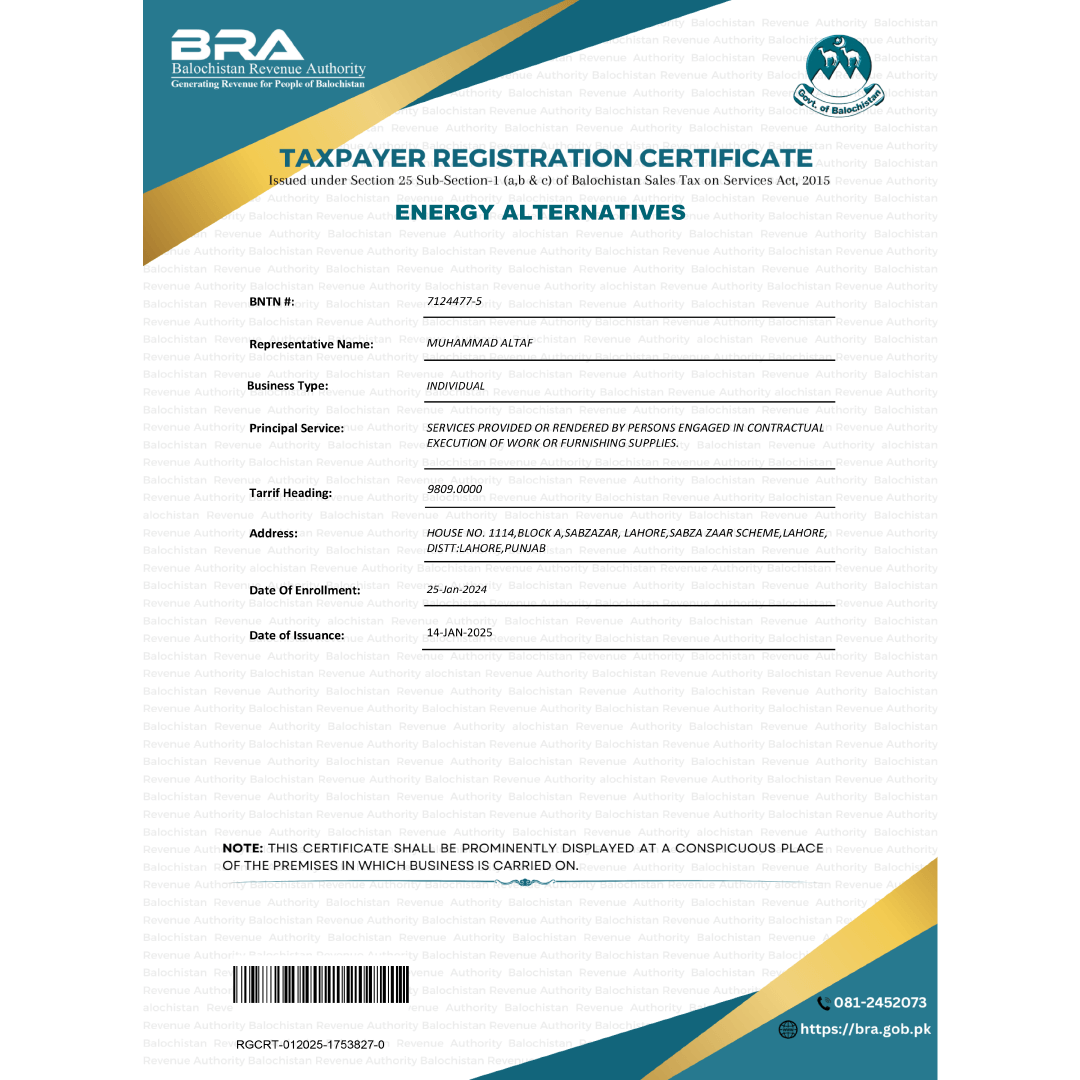 BRA
Balochistan Revenue Authority
Generating Revenue for People of Balochistan
Govt. of Balochistan
TAXPAYER REGISTRATION CERTIFICATE
Issued under Section 25 Sub-Section-1 (a,b & c) of Balochistan Sales Tax on Services Act, 2015
ENERGY ALTERNATIVES
BNTN #: 7124477-5
Representative Name: MUHAMMAD ALTAF
Business Type: INDIVIDUAL
Principal Service: SERVICES PROVIDED OR RENDERED BY PERSONS ENGAGED IN CONTRACTUAL
EXECUTION OF WORK OR FURNISHING SUPPLIES.
Tarrif Heading: 9809.0000
Address: HOUSE NO. 1114,BLOCK A,SABZAZAR, LAHORE,SABZA ZAAR SCHEME,LAHORE,
DISTT:LAHORE,PUNJAB
Date Of Enrollment: 25-Jan-2024
Date of Issuance: 14-JAN-2025
NOTE: THIS CERTIFICATE SHALL BE PROMINENTLY DISPLAYED AT A CONSPICUOUS PLACE
OF THE PREMISES IN WHICH BUSINESS IS CARRIED ON.
081-2452073
https://bra.gob.pk
RGCRT-012025-1753827-0